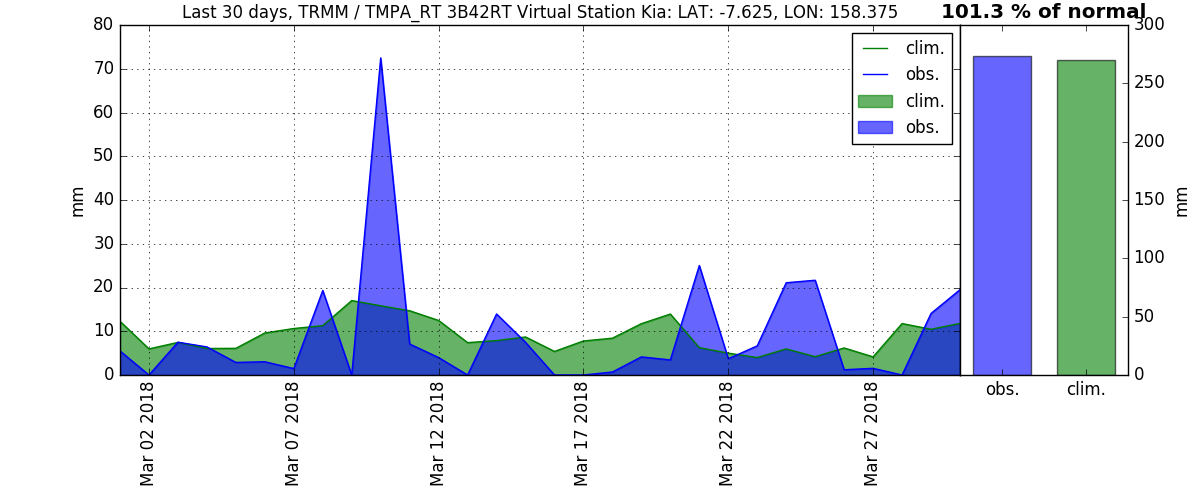 Last 30 days, TRMM / TMPA_RT 3B42RT Virtual Station Kia: LAT: -7.625, LON: 158.375
101.3 % of normal
80
70
60
50
40
30
20
10
0
mm
clim.
obs.
clim.
obs.
300
250
200
150
100
50
0
mm
obs.
clim.
Mar 02 2018
Mar 07 2018
Mar 12 2018
Mar 17 2018
Mar 22 2018
Mar 27 2018